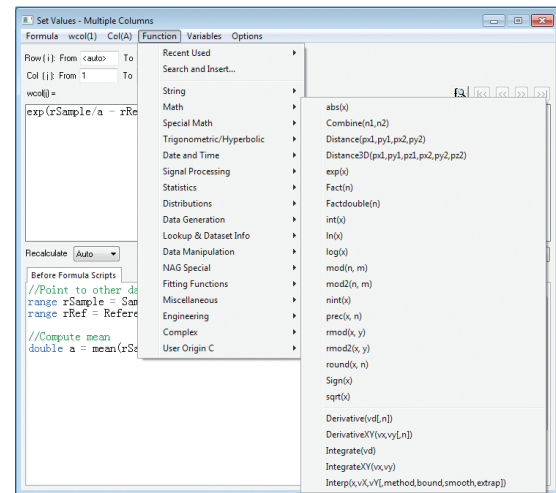 Set Values - Multiple Columns
Formula wcol(1) Col(A) Function Variables Options
Row (i): From <auto> To
Col (j): From 1 To
wcol(j) =
|<< << >> >>|
exp(rSample/a - rRe
Recalculate Auto
Before Formula Scripts
//Point to other da
range rSample = Sam
range rRef = Refere
//Compute mean
double a = mean(rSa
Recent Used
Search and Insert...
String
Math
Special Math
Trigonometric/Hyperbolic
Date and Time
Signal Processing
Statistics
Distributions
Data Generation
Lookup & Dataset Info
Data Manipulation
NAG Special
Fitting Functions
Miscellaneous
Engineering
Complex
User Origin C
abs(x)
Combine(n1,n2)
Distance(px1,py1,px2,py2)
Distance3D(px1,py1,pz1,px2,py2,pz2)
exp(x)
Fact(n)
Factdouble(n)
int(x)
ln(x)
log(x)
mod(n, m)
mod2(n, m)
nint(x)
prec(x, n)
rmod(x, y)
rmod2(x, y)
round(x, n)
Sign(x)
sqrt(x)
Derivative(vd[,n])
DerivativeXY(vx,vy[,n])
Integrate(vd)
IntegrateXY(vx,vy)
Interp(x,vX,vY[,method,bound,smooth,extrap])